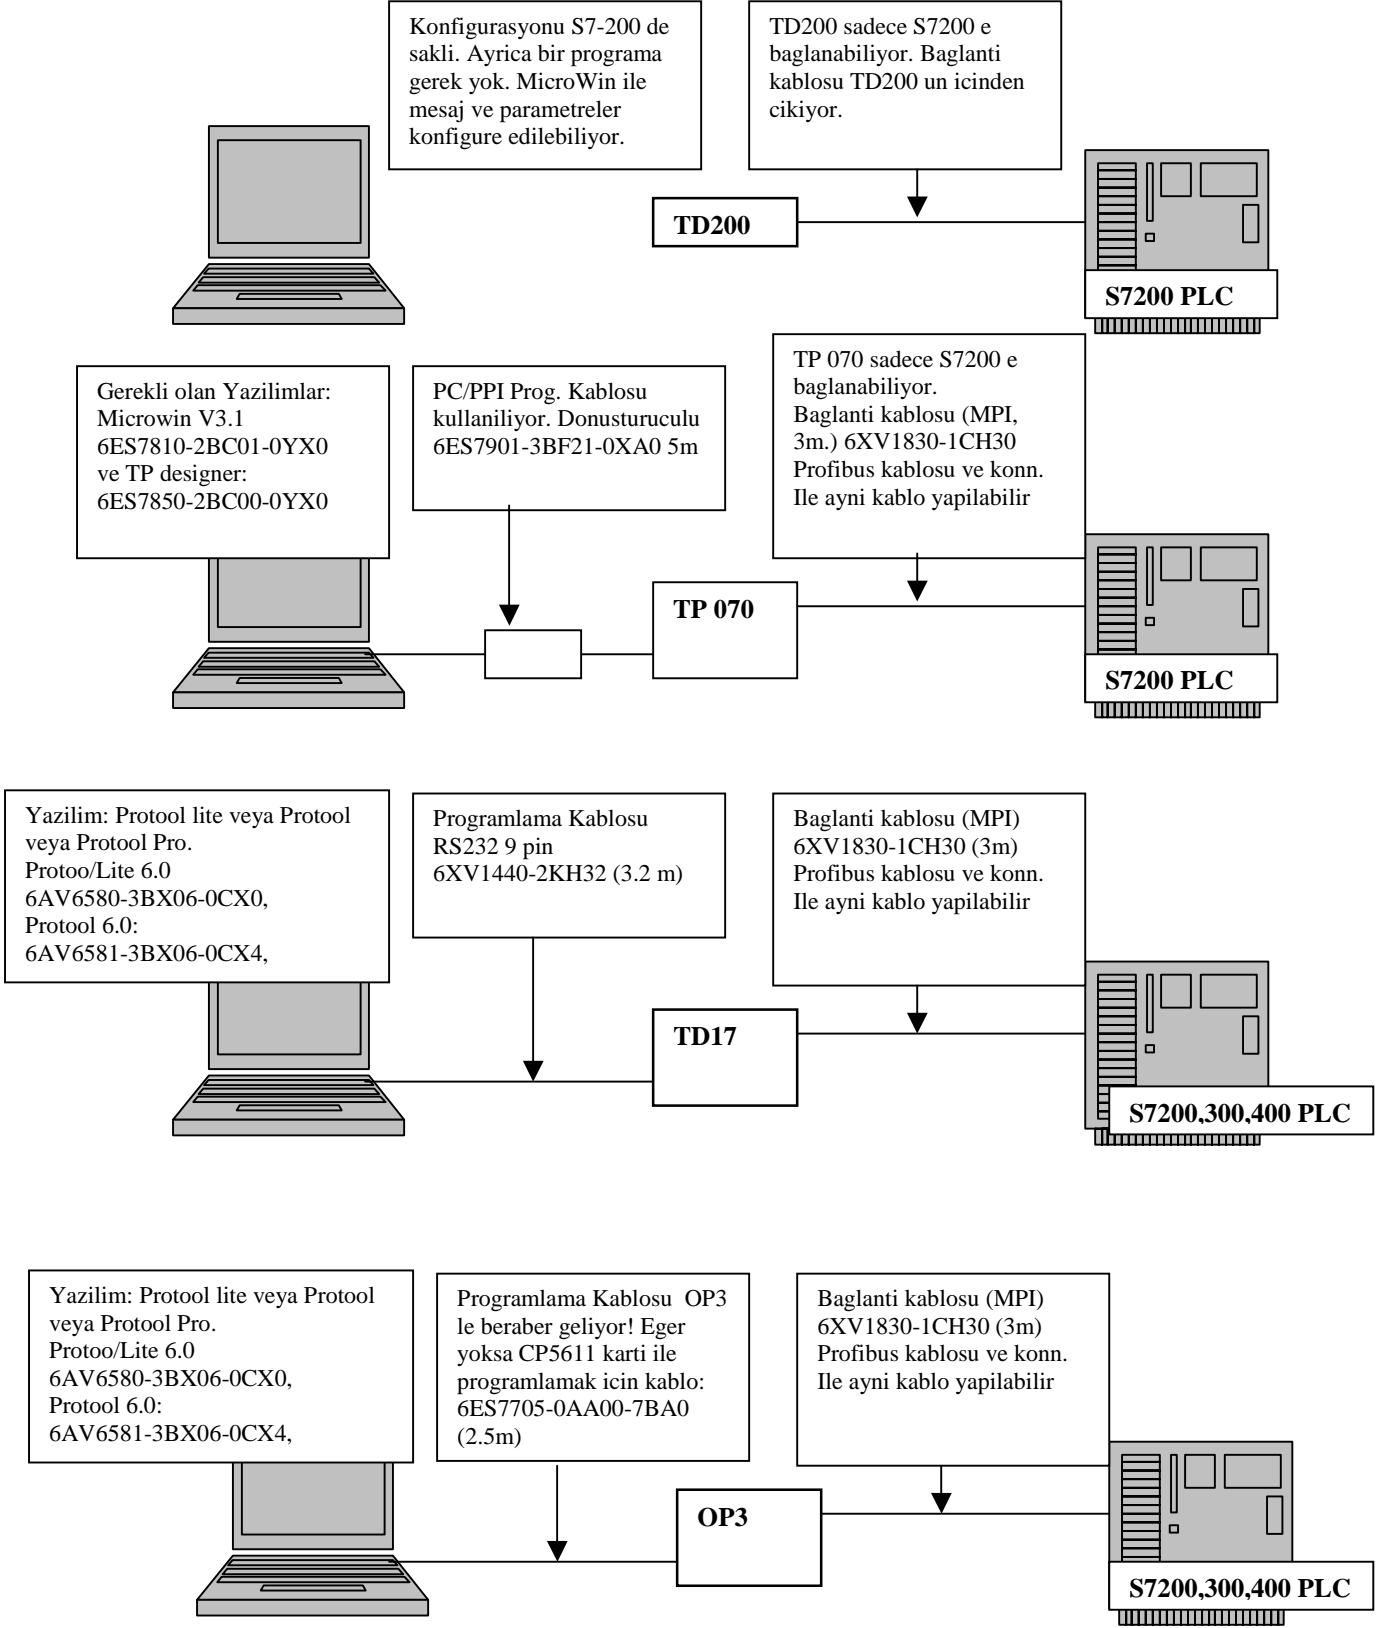 Konfigurasyonu S7-200 de
sakli. Ayrica bir programa
gerek yok. MicroWin ile
mesaj ve parametreler
konfigure edilebiliyor.
TD200 sadece S7200 e
baglanabiliyor. Baglanti
kablosu TD200 un icinden
cikiyor.
TD200
S7200 PLC
Gerekli olan Yazilimlar:
Microwin V3.1
6ES7810-2BC01-0YX0
ve TP designer:
6ES7850-2BC00-0YX0
PC/PPI Prog. Kablosu
kullaniliyor. Donusturuculu
6ES7901-3BF21-0XA0 5m
TP 070 sadece S7200 e
baglanabiliyor.
Baglanti kablosu (MPI,
3m.) 6XV1830-1CH30
Profibus kablosu ve konn.
Ile ayni kablo yapilabilir
TP 070
S7200 PLC
Yazilim: Protool lite veya Protool
veya Protool Pro.
Protoo/Lite 6.0
6AV6580-3BX06-0CX0,
Protool 6.0:
6AV6581-3BX06-0CX4,
Programlama Kablosu
RS232 9 pin
6XV1440-2KH32 (3.2 m)
Baglanti kablosu (MPI)
6XV1830-1CH30 (3m)
Profibus kablosu ve konn.
Ile ayni kablo yapilabilir
TD17
S7200,300,400 PLC
Yazilim: Protool lite veya Protool
veya Protool Pro.
Protoo/Lite 6.0
6AV6580-3BX06-0CX0,
Protool 6.0:
6AV6581-3BX06-0CX4,
Programlama Kablosu  OP3
le beraber geliyor! Eger
yoksa CP5611 karti ile
programlamak icin kablo:
6ES7705-0AA00-7BA0
(2.5m)
Baglanti kablosu (MPI)
6XV1830-1CH30 (3m)
Profibus kablosu ve konn.
Ile ayni kablo yapilabilir
OP3
S7200,300,400 PLC